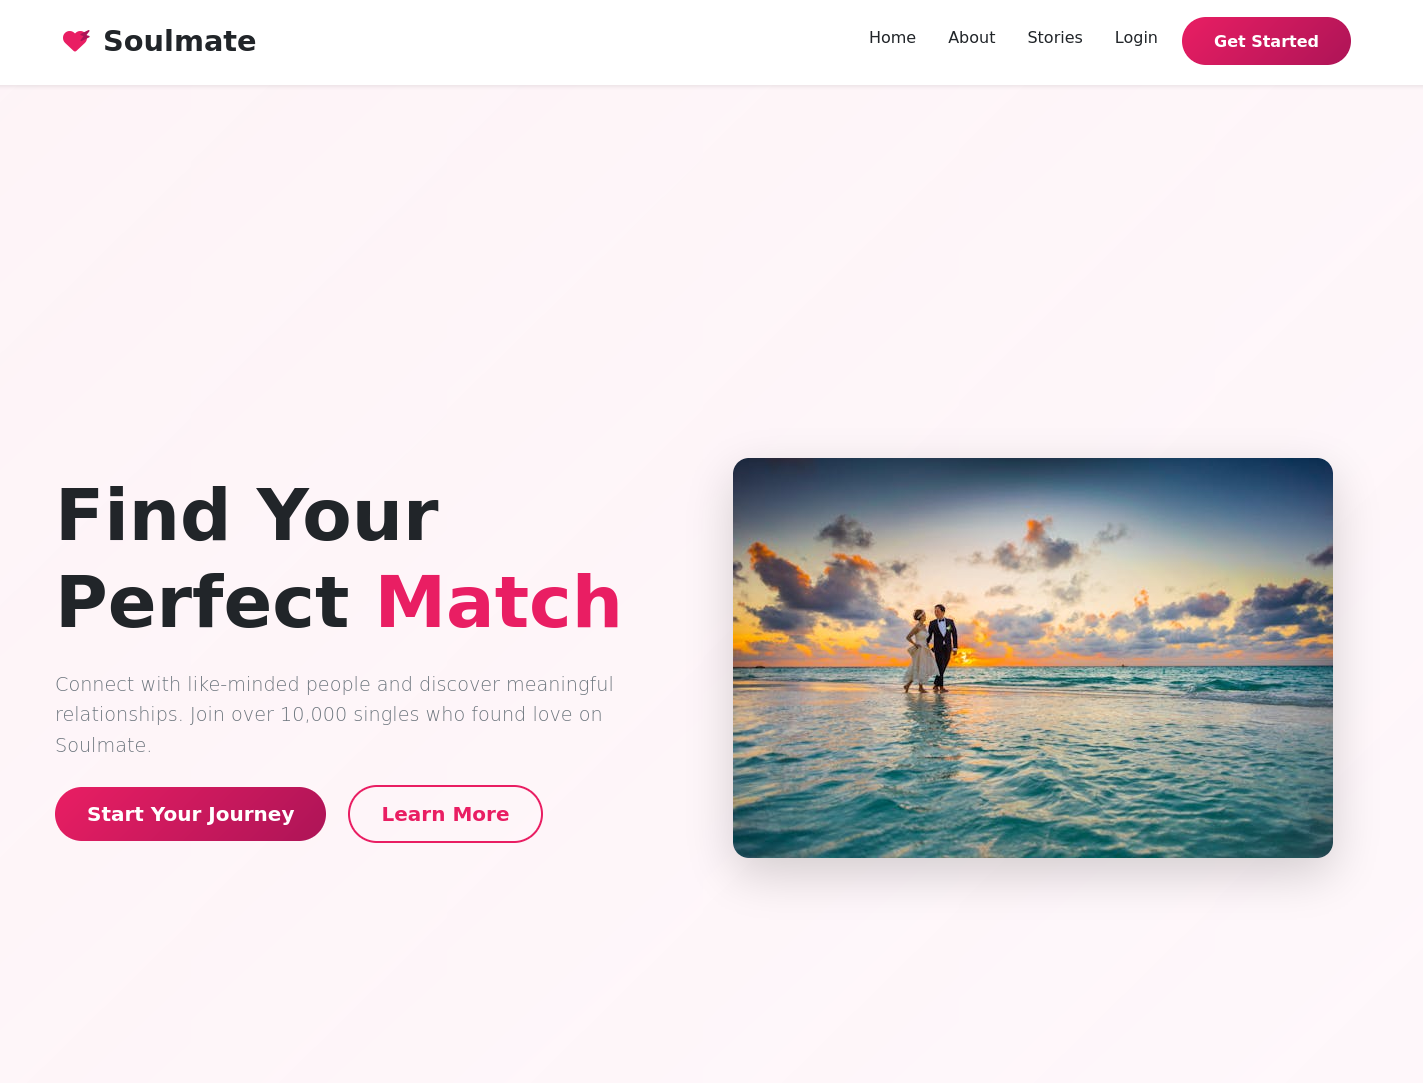 Soulmate
Home
About
Stories
Login
Get Started
Find Your
Perfect Match
Connect with like-minded people and discover meaningful
relationships. Join over 10,000 singles who found love on
Soulmate.
Start Your Journey
Learn More